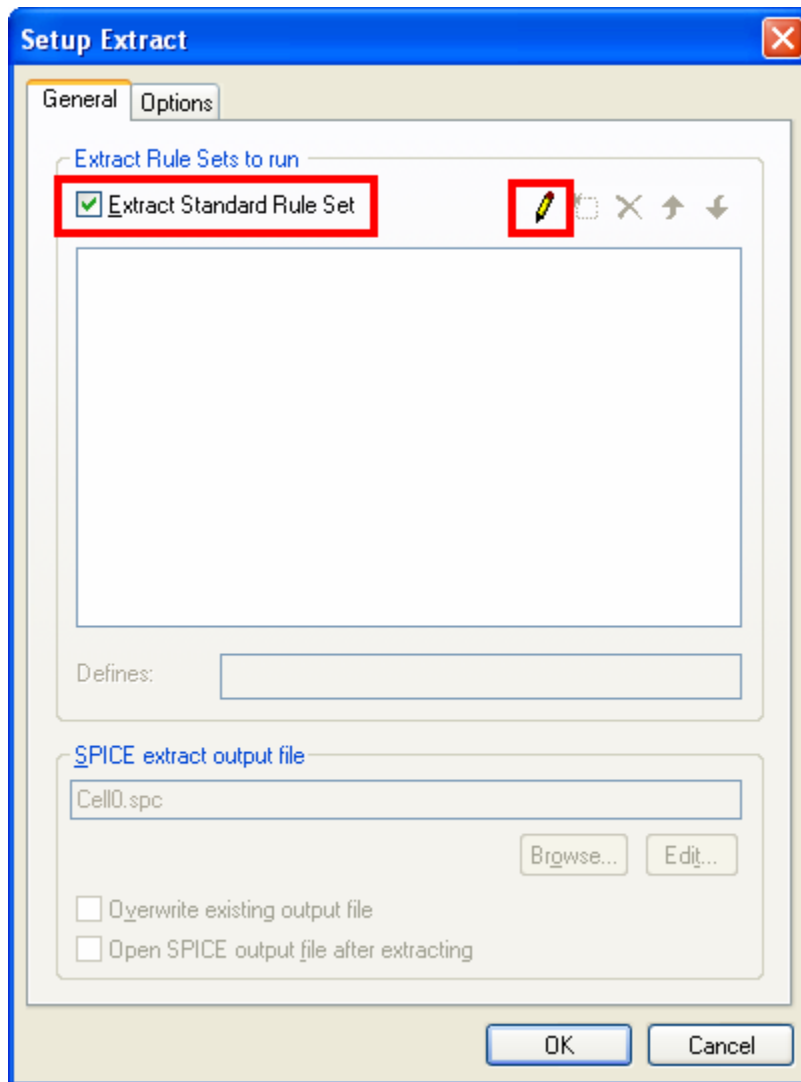 Setup Extract
General
Options
Extract Rule Sets to run
Extract Standard Rule Set
Defines:
SPICE extract output file
Cell0.spc
Browse...
Edit...
Overwrite existing output file
Open SPICE output file after extracting
OK
Cancel